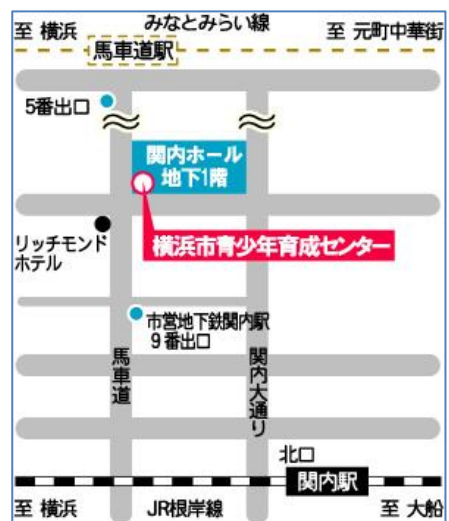 至 横浜
みなとみらい線
至 元町中華街
馬車道駅
5番出口
関内ホール
地下1階
横浜市青少年育成センター
リッチモンド
ホテル
市営地下鉄関内駅
9番出口
馬車道
関内大通り
北口
関内駅
至 横浜
JR根岸線
至 大船